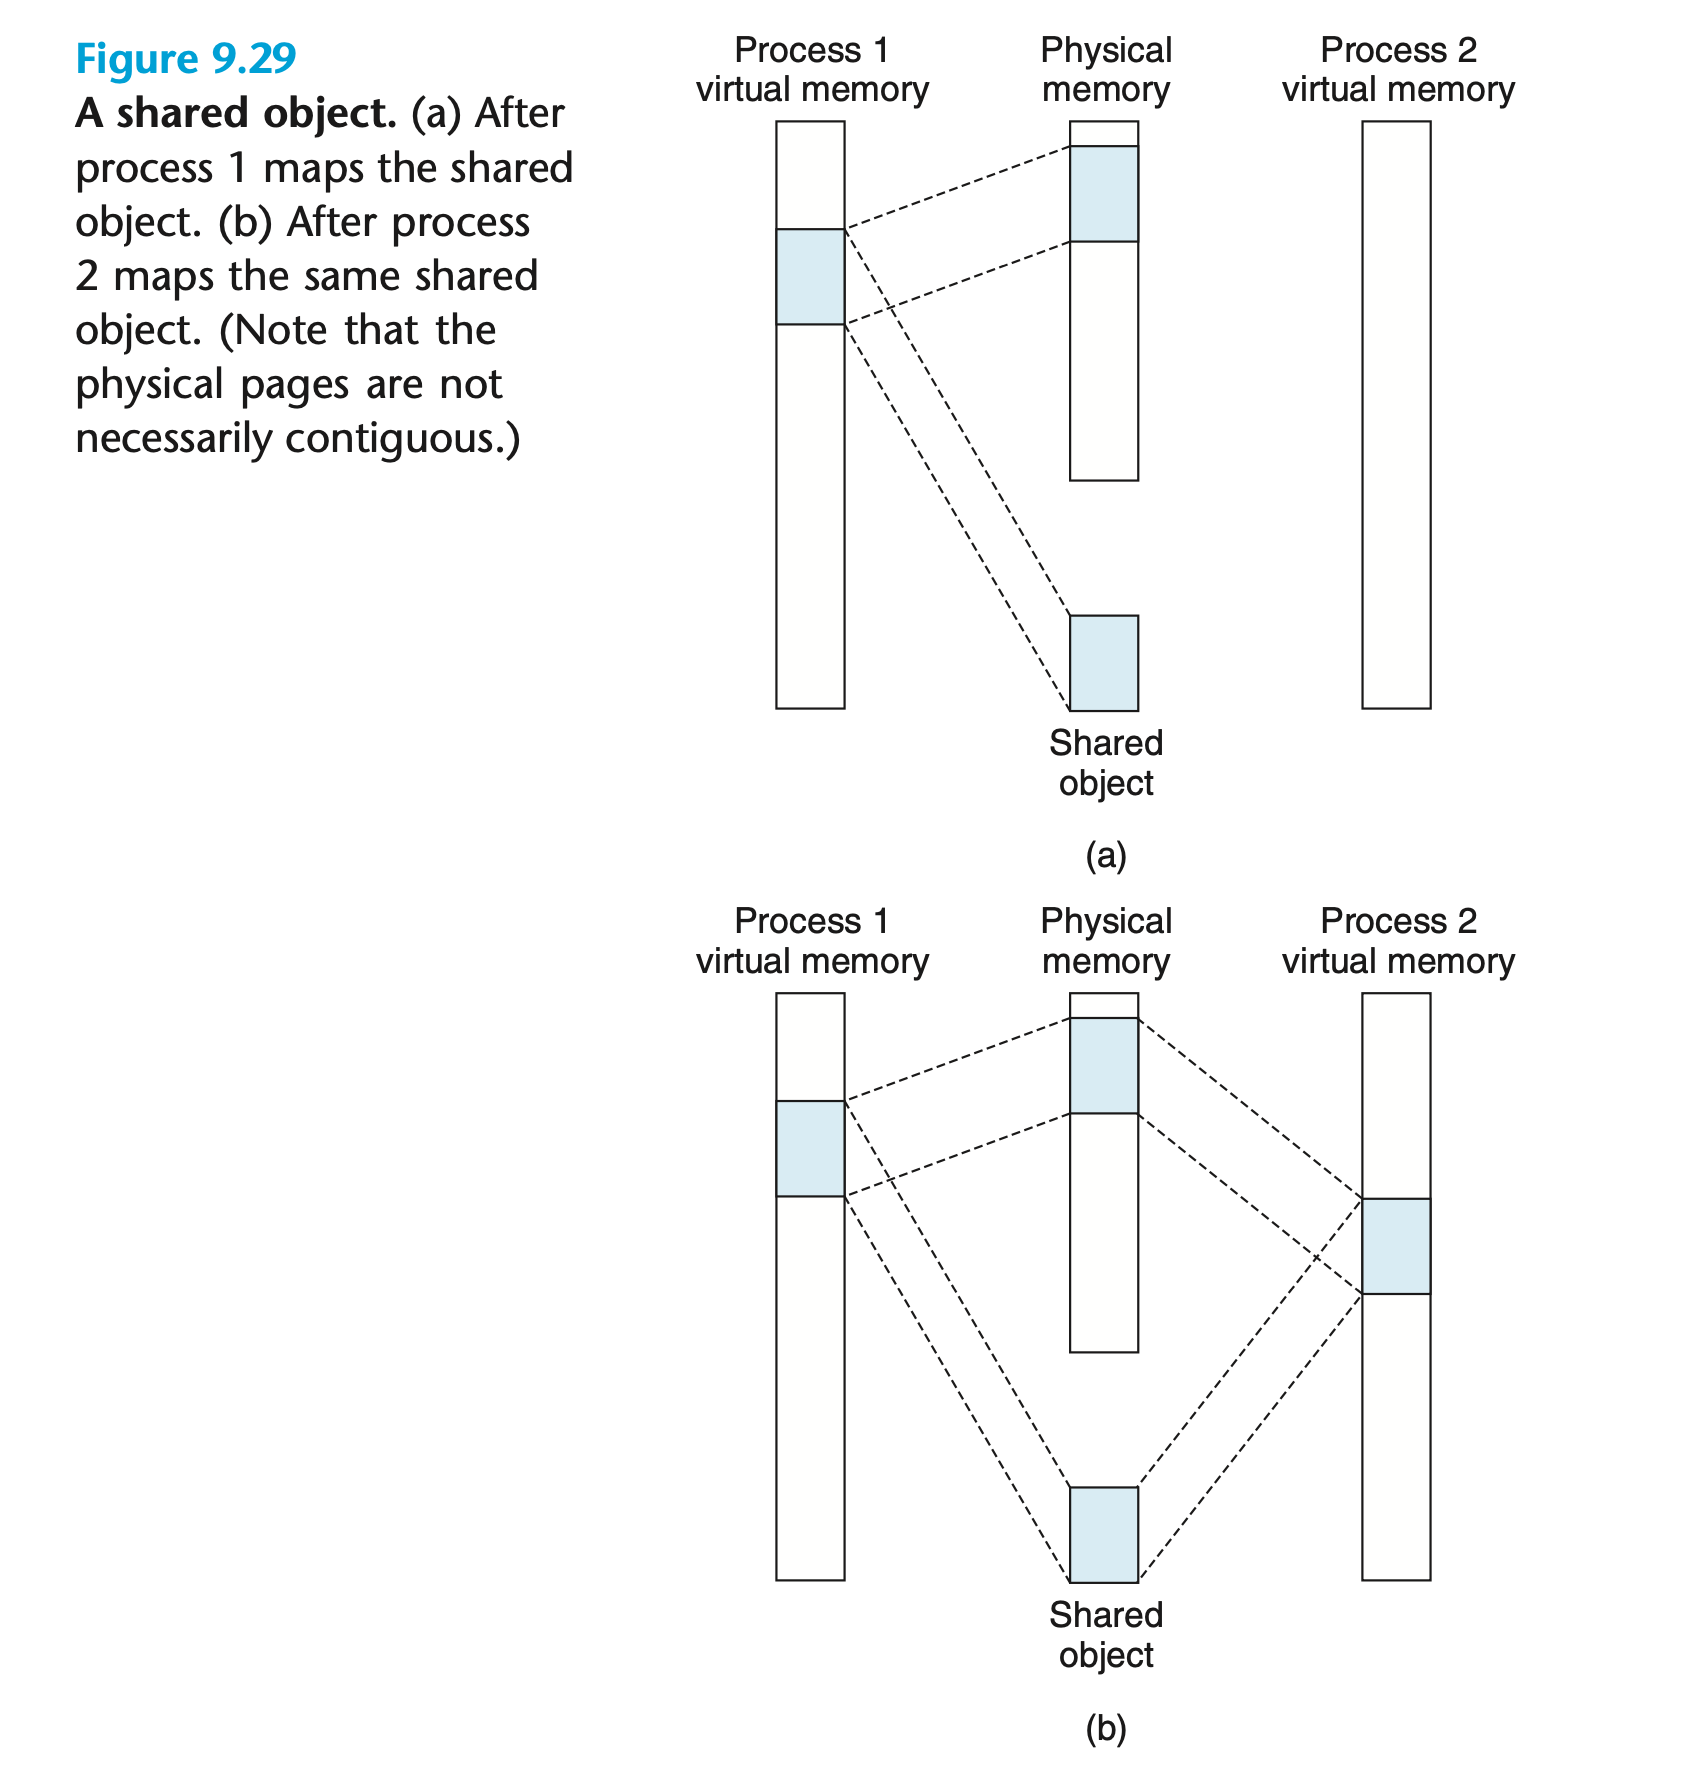 Figure 9.29
A shared object. (a) After
process 1 maps the shared
object. (b) After process
2 maps the same shared
object. (Note that the
physical pages are not
necessarily contiguous.)
Process 1
virtual memory
Physical
memory
Process 2
virtual memory
Shared
object
(a)
Process 1
virtual memory
Physical
memory
Process 2
virtual memory
Shared
object
(b)